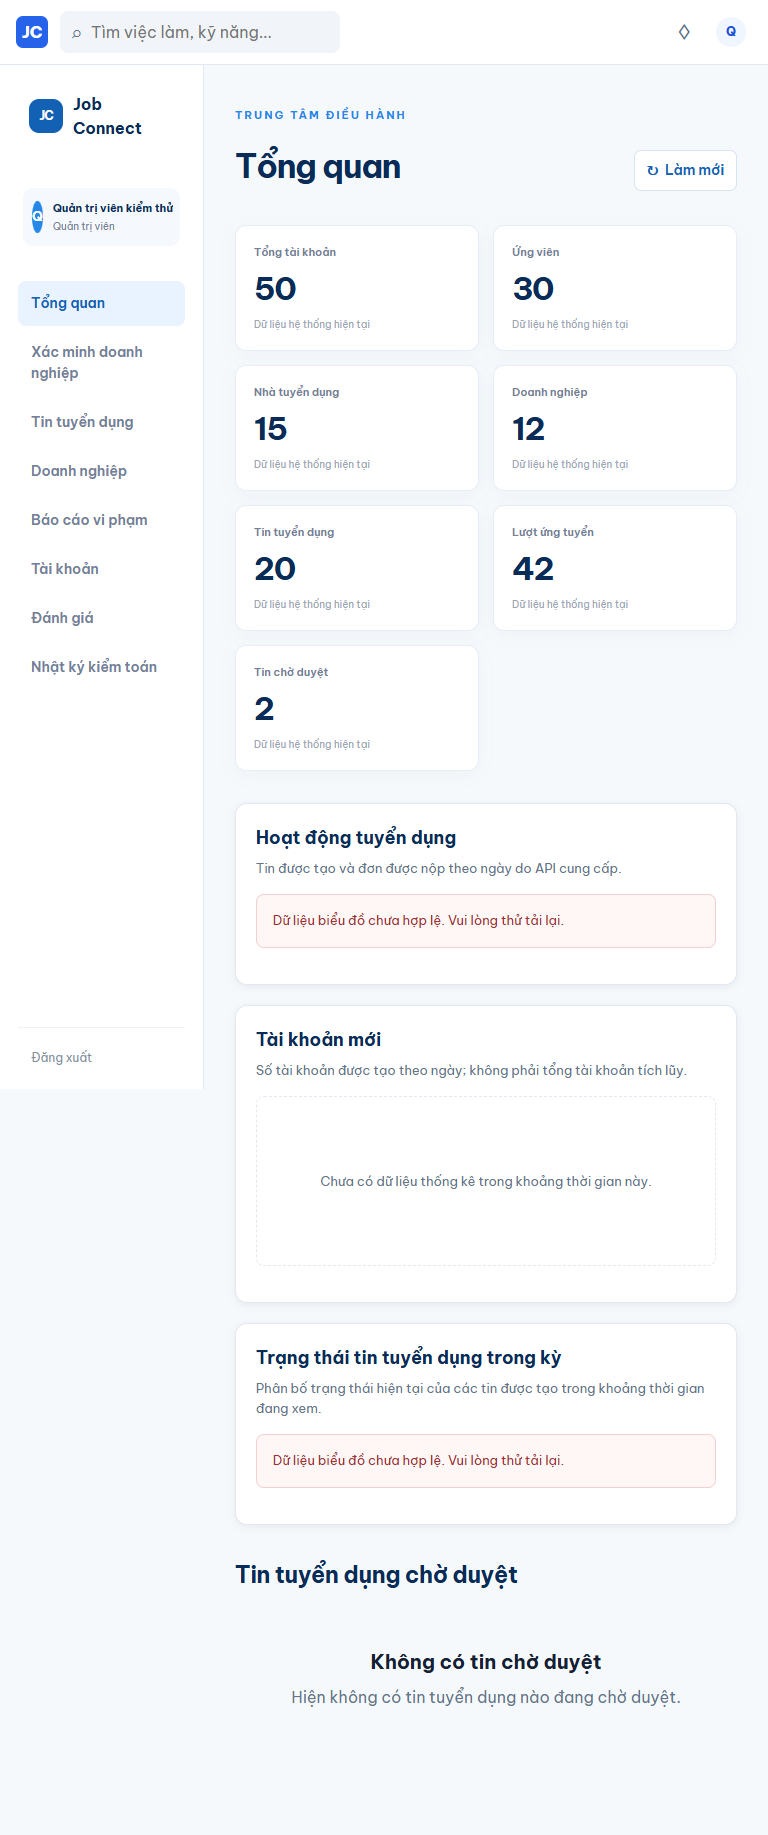 JC
Tìm việc làm, kỹ năng...
Q
JC
Job
Connect
Q
Quản trị viên kiểm thử
Quản trị viên
Tổng quan
Xác minh doanh
nghiệp
Tin tuyển dụng
Doanh nghiệp
Báo cáo vi phạm
Tài khoản
Đánh giá
Nhật ký kiểm toán
Đăng xuất
TRUNG TÂM ĐIỀU HÀNH
Tổng quan
↻ Làm mới
Tổng tài khoản
50
Dữ liệu hệ thống hiện tại
Ứng viên
30
Dữ liệu hệ thống hiện tại
Nhà tuyển dụng
15
Dữ liệu hệ thống hiện tại
Doanh nghiệp
12
Dữ liệu hệ thống hiện tại
Tin tuyển dụng
20
Dữ liệu hệ thống hiện tại
Lượt ứng tuyển
42
Dữ liệu hệ thống hiện tại
Tin chờ duyệt
2
Dữ liệu hệ thống hiện tại
Hoạt động tuyển dụng
Tin được tạo và đơn được nộp theo ngày do API cung cấp.
Dữ liệu biểu đồ chưa hợp lệ. Vui lòng thử tải lại.
Tài khoản mới
Số tài khoản được tạo theo ngày; không phải tổng tài khoản tích lũy.
Chưa có dữ liệu thống kê trong khoảng thời gian này.
Trạng thái tin tuyển dụng trong kỳ
Phân bố trạng thái hiện tại của các tin được tạo trong khoảng thời gian
đang xem.
Dữ liệu biểu đồ chưa hợp lệ. Vui lòng thử tải lại.
Tin tuyển dụng chờ duyệt
Không có tin chờ duyệt
Hiện không có tin tuyển dụng nào đang chờ duyệt.